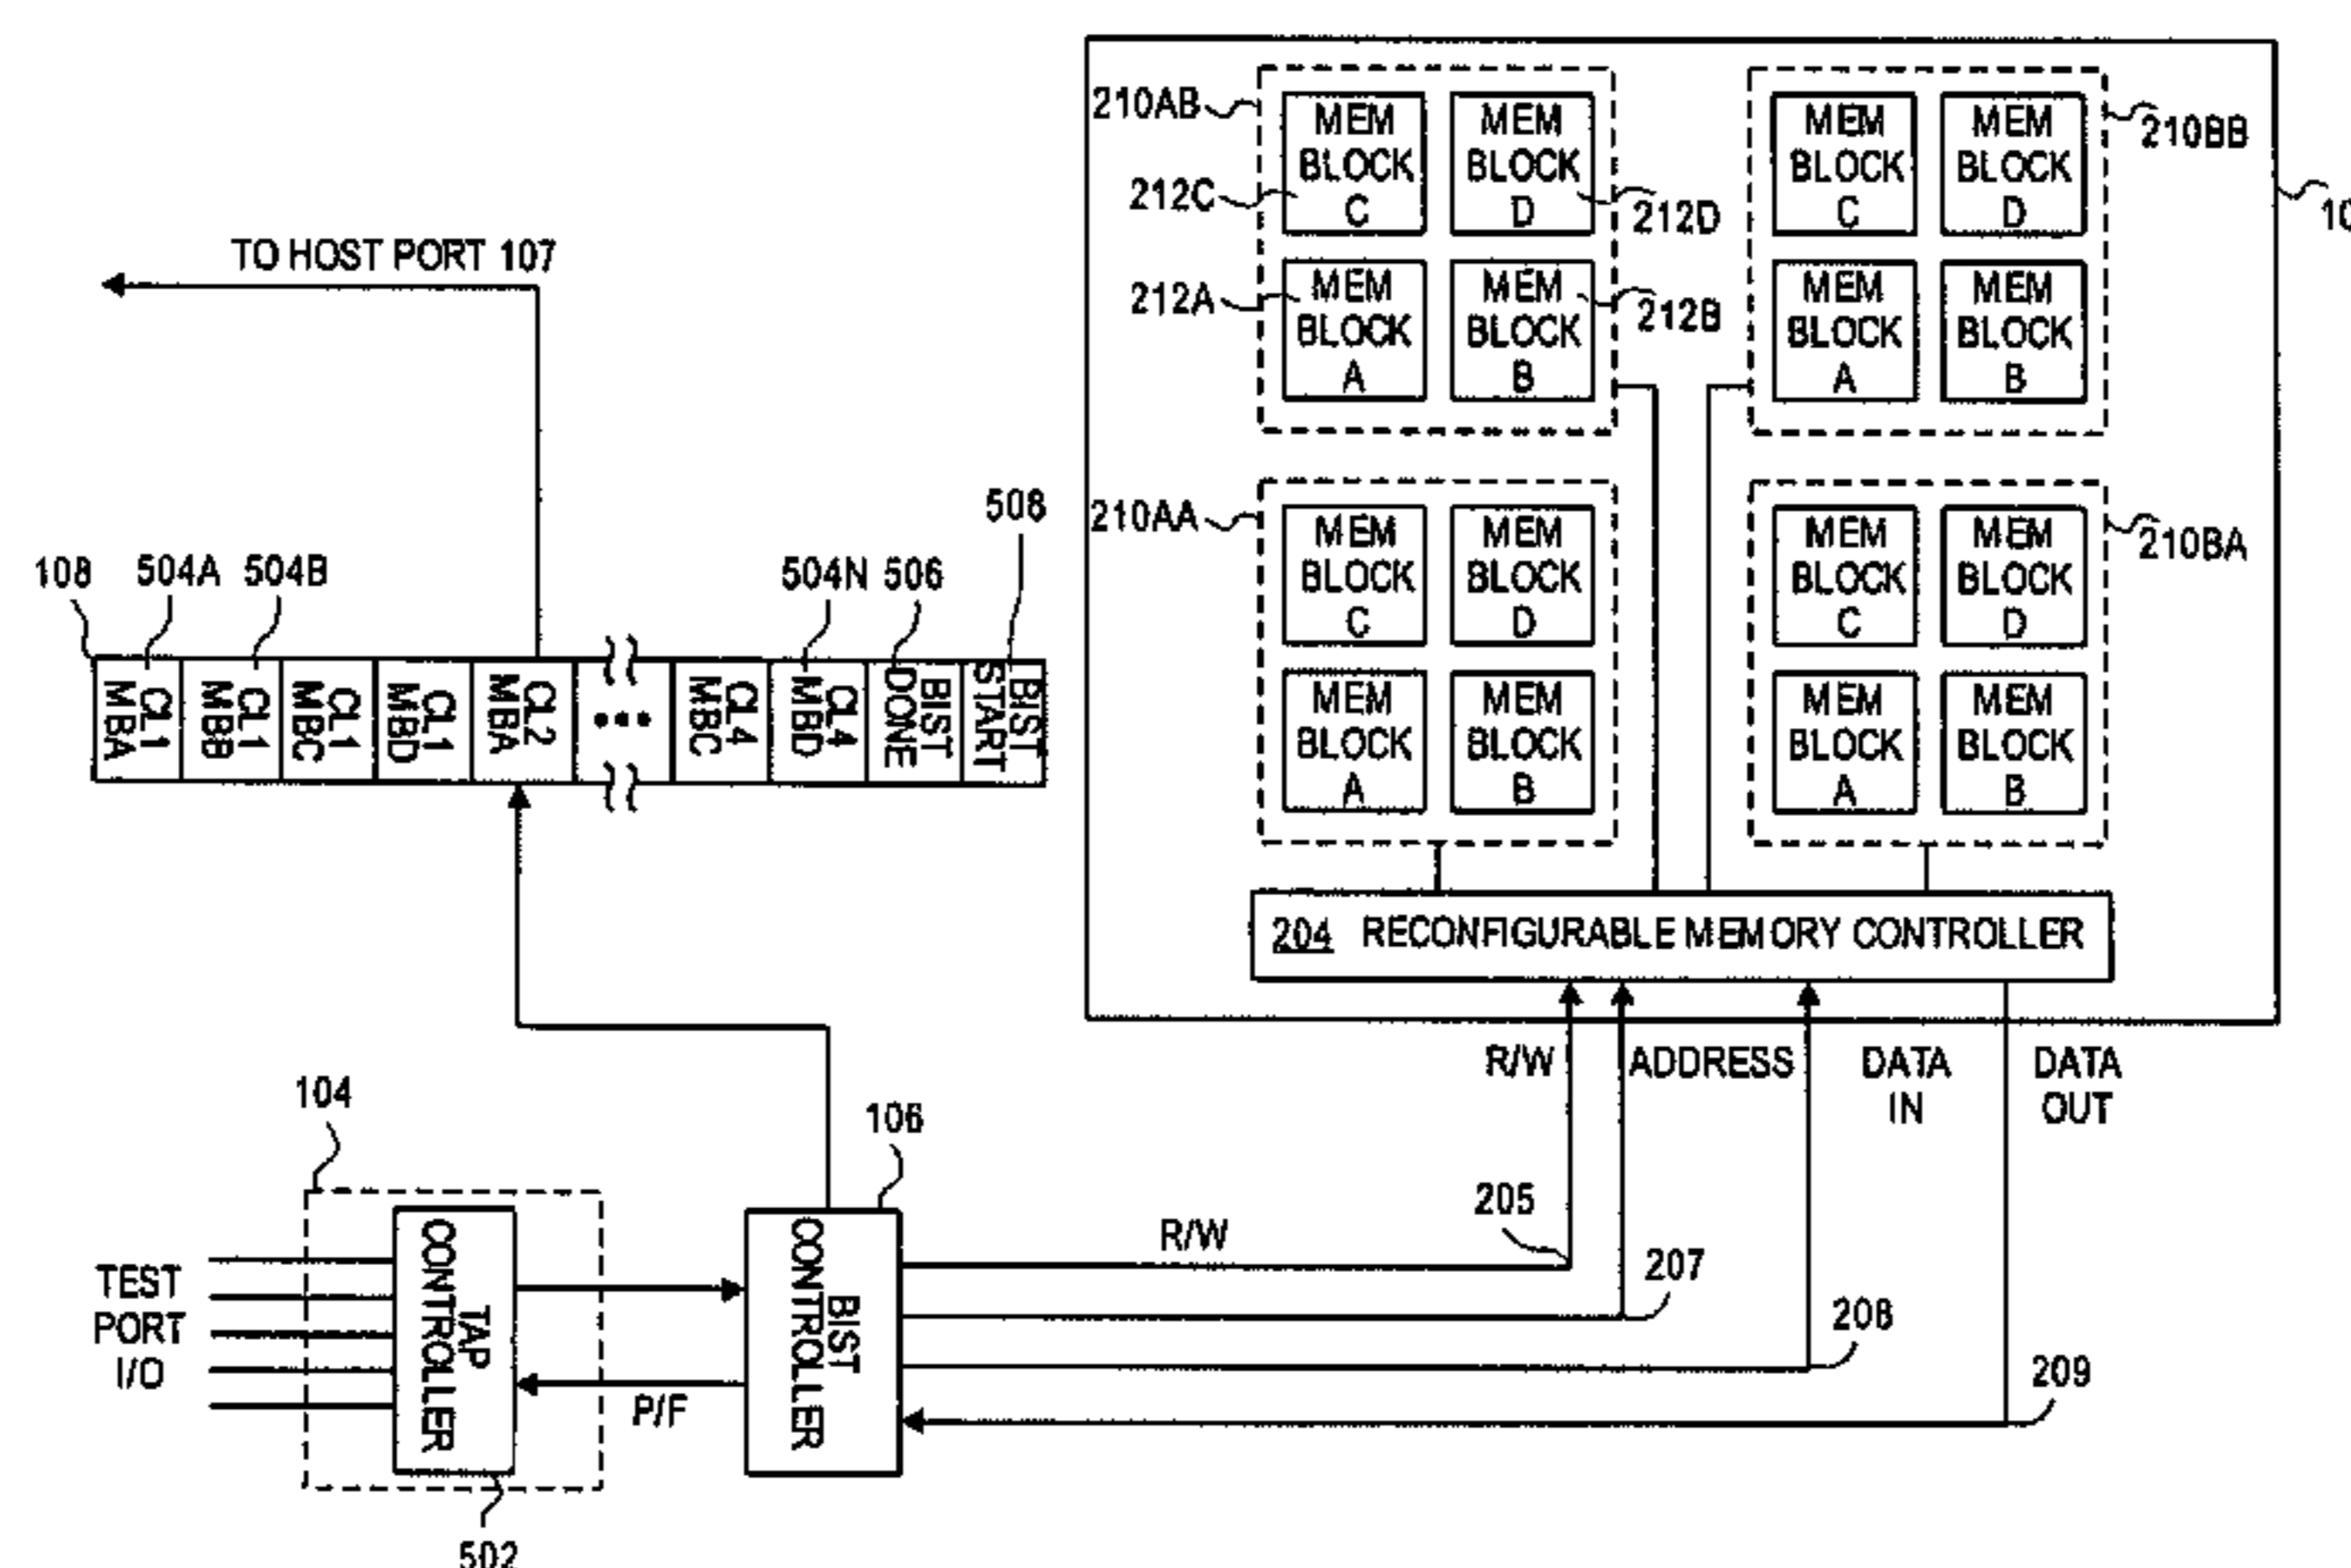 210AB
MEM BLOCK C
MEM BLOCK D
MEM BLOCK C
MEM BLOCK D
210BB
212C
212D
10
TO HOST PORT 107
212A
MEM BLOCK A
MEM BLOCK B
212B
MEM BLOCK A
MEM BLOCK B
210AA
MEM BLOCK C
MEM BLOCK D
MEM BLOCK C
MEM BLOCK D
210BA
MEM BLOCK A
MEM BLOCK B
MEM BLOCK A
MEM BLOCK B
108
504A
504B
504N
506
508
CL1 MBA
CL1 MBB
CL1 MBC
CL1 MBD
CL2 MBA
•••
CL4 MBC
CL4 MBD
BIST DONE
BIST START
204 RECONFIGURABLE MEMORY CONTROLLER
R/W
ADDRESS
DATA IN
DATA OUT
104
106
TEST PORT I/O
TAP CONTROLLER
502
P/F
BIST CONTROLLER
R/W
205
207
208
209